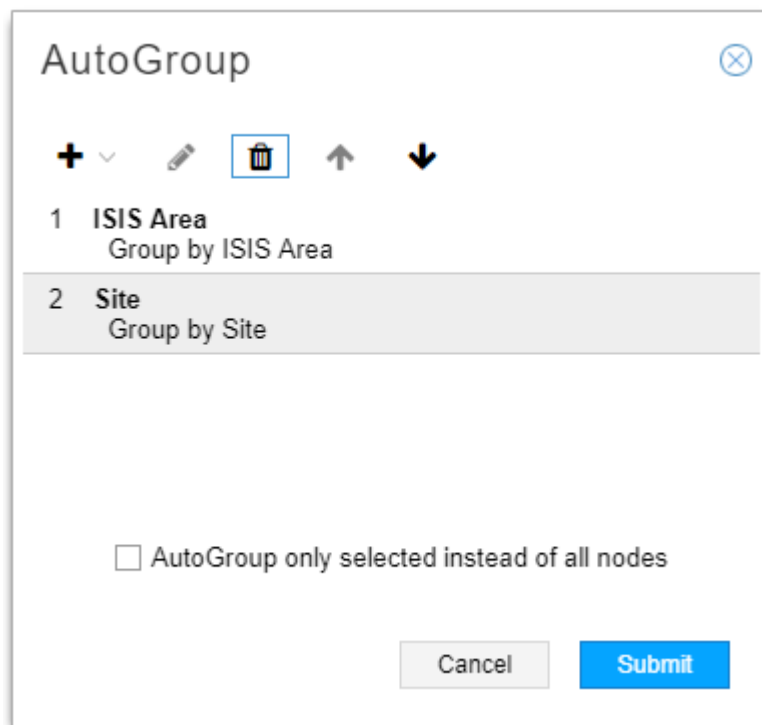 AutoGroup
1 ISIS Area
Group by ISIS Area
2 Site
Group by Site
AutoGroup only selected instead of all nodes
Cancel Submit